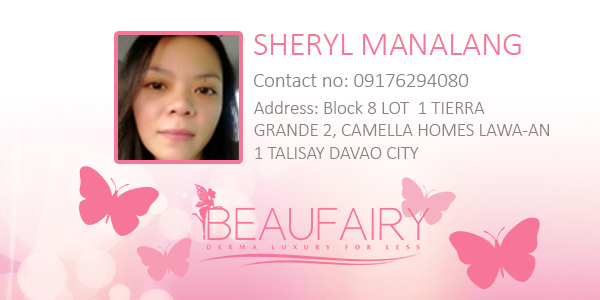 SHERYL MANALANG
Contact no: 09176294080
Address: Block 8 LOT 1 TIERRA
GRANDE 2, CAMELLA HOMES LAWA-AN
1 TALISAY DAVAO CITY
BEAUFAIRY
DERMA LUXURY FOR LESS